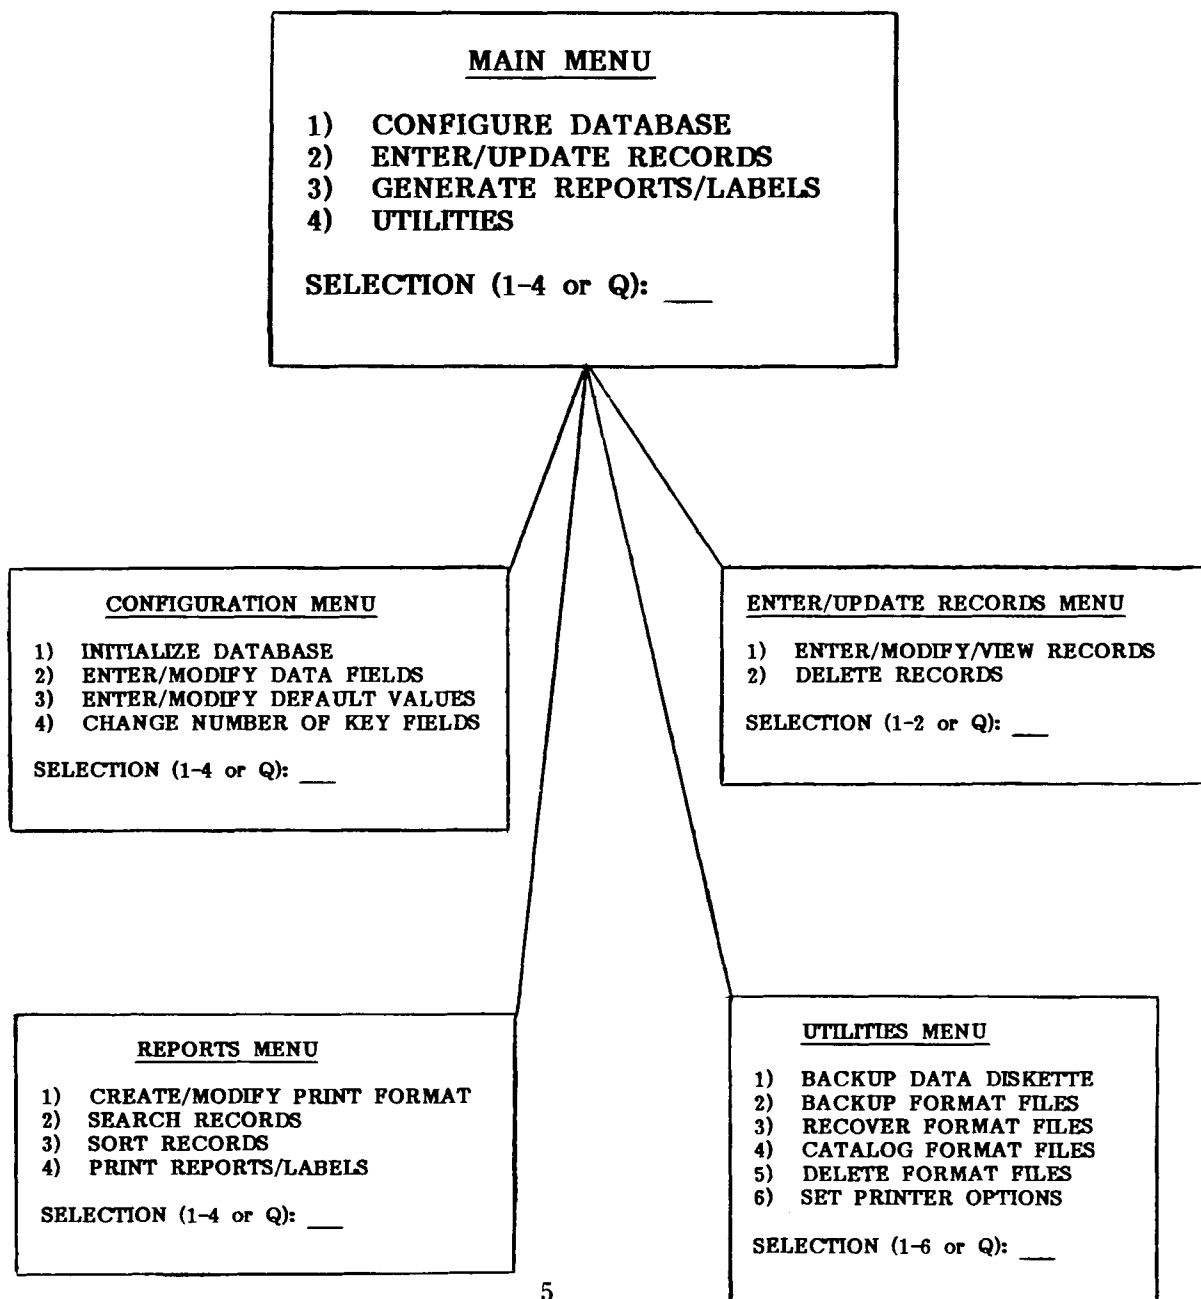 MAIN MENU
1) CONFIGURE DATABASE
2) ENTER/UPDATE RECORDS
3) GENERATE REPORTS/LABELS
4) UTILITIES
SELECTION (1-4 or Q): ___
CONFIGURATION MENU
1) INITIALIZE DATABASE
2) ENTER/MODIFY DATA FIELDS
3) ENTER/MODIFY DEFAULT VALUES
4) CHANGE NUMBER OF KEY FIELDS
SELECTION (1-4 or Q): ___
ENTER/UPDATE RECORDS MENU
1) ENTER/MODIFY/VIEW RECORDS
2) DELETE RECORDS
SELECTION (1-2 or Q): ___
REPORTS MENU
1) CREATE/MODIFY PRINT FORMAT
2) SEARCH RECORDS
3) SORT RECORDS
4) PRINT REPORTS/LABELS
SELECTION (1-4 or Q): ___
UTILITIES MENU
1) BACKUP DATA DISKETTE
2) BACKUP FORMAT FILES
3) RECOVER FORMAT FILES
4) CATALOG FORMAT FILES
5) DELETE FORMAT FILES
6) SET PRINTER OPTIONS
SELECTION (1-6 or Q): ___
5